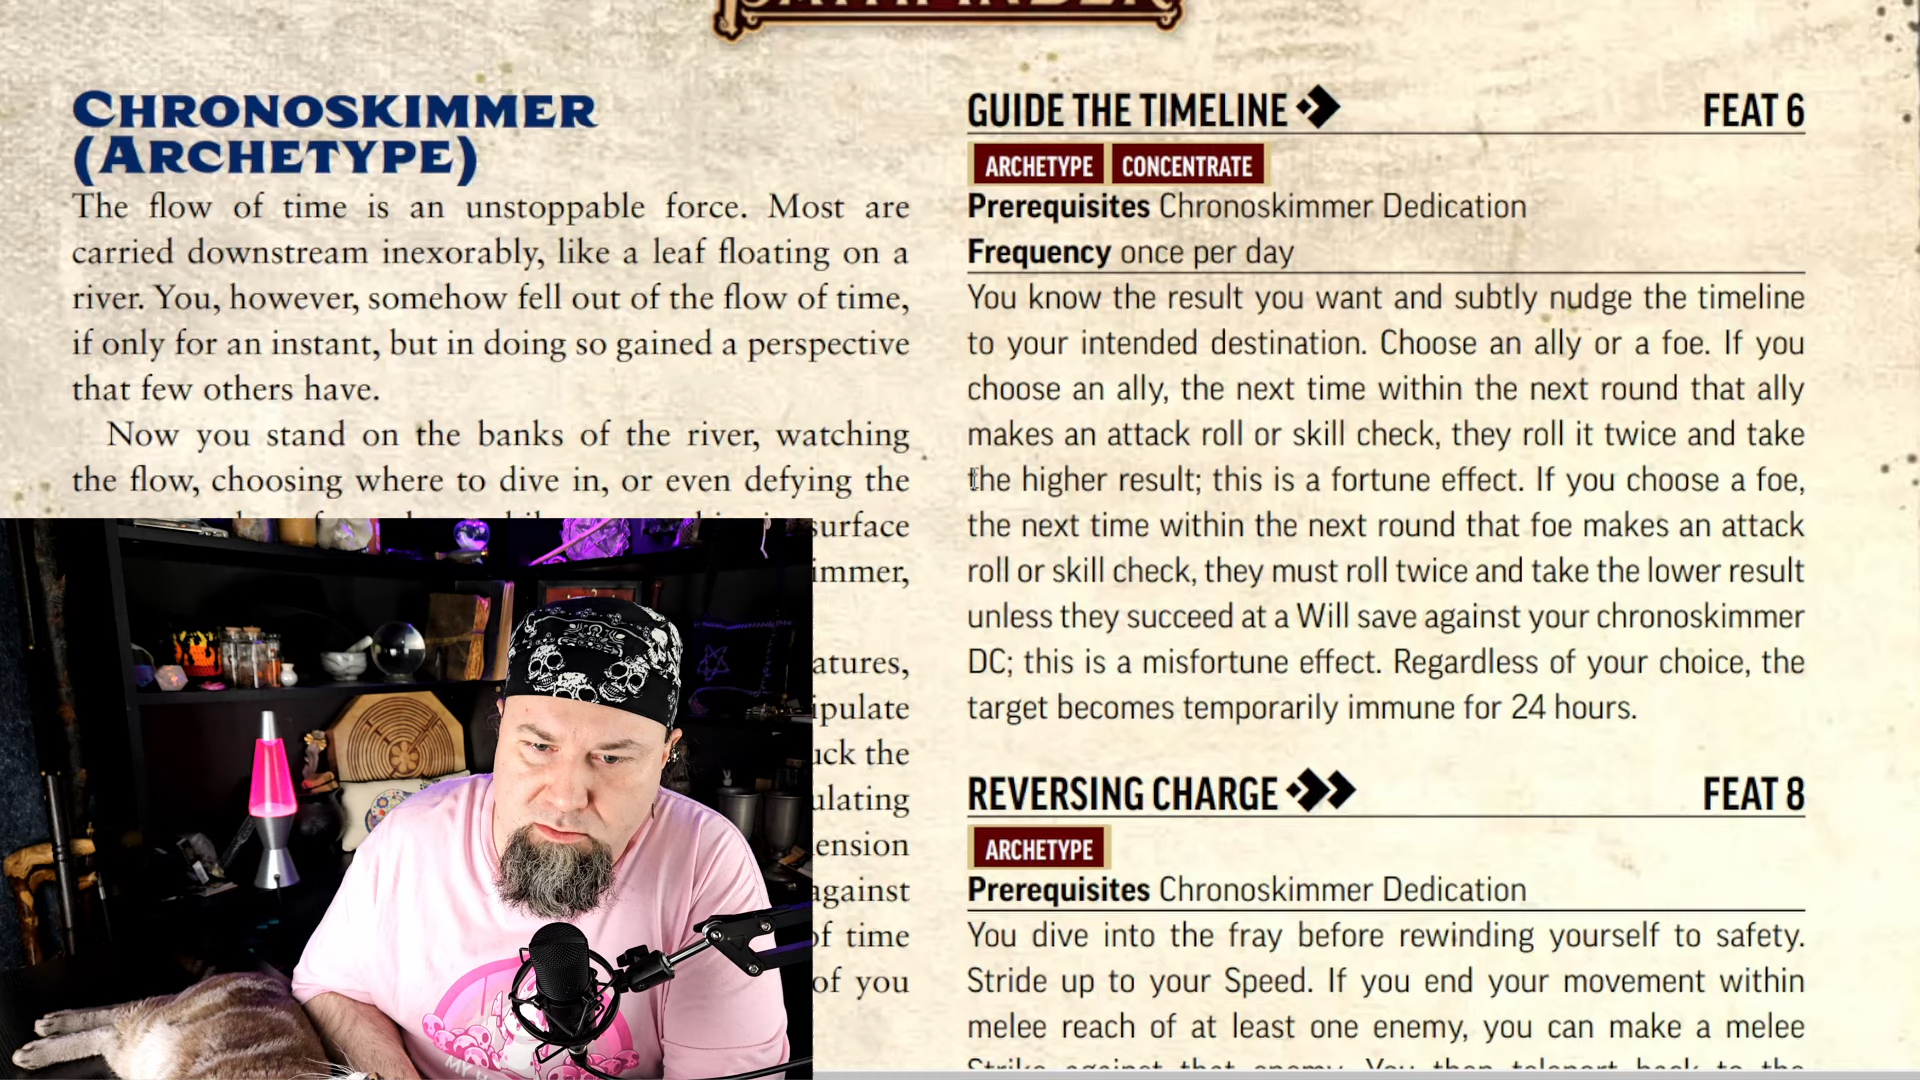 CHRONOSKIMMER
(ARCHETYPE)
The flow of time is an unstoppable force. Most are
carried downstream inexorably, like a leaf floating on a
river. You, however, somehow fell out of the flow of time,
if only for an instant, but in doing so gained a perspective
that few others have.
Now you stand on the banks of the river, watching
the flow, choosing where to dive in, or even defying the
surface
GUIDE THE TIMELINE
FEAT 6
ARCHETYPE
CONCENTRATE
Prerequisites Chronoskimmer Dedication
Frequency once per day
You know the result you want and subtly nudge the timeline
to your intended destination. Choose an ally or a foe. If you
choose an ally, the next time within the next round that ally
makes an attack roll or skill check, they roll it twice and take
the higher result; this is a fortune effect. If you choose a foe,
the next time within the next round that foe makes an attack
roll or skill check, they must roll twice and take the lower result
unless they succeed at a Will save against your chronoskimmer
DC; this is a misfortune effect. Regardless of your choice, the
target becomes temporarily immune for 24 hours.
the
against
of time
of you
REVERSING CHARGE
FEAT 8
ARCHETYPE
Prerequisites Chronoskimmer Dedication
You dive into the fray before rewinding yourself to safety.
Stride up to your Speed. If you end your movement within
melee reach of at least one enemy, you can make a melee
Strike against that enemy. You then teleport back to the
MY